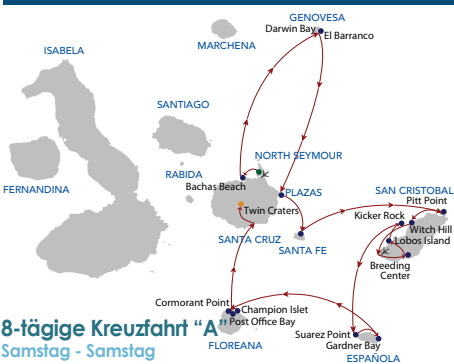 GENOVESA
Darwin Bay
El Barranco
MARCHENA
ISABELA
SANTIAGO
NORTH SEYMOUR
RABIDA
Bachas Beach
PLAZAS
FERNANDINA
SAN CRISTOBAL
Pitt Point
Twin Craters
Kicker Rock
Witch Hill
Lobos Island
SANTA CRUZ
SANTA FE
Breeding
Center
Cormorant Point
Champion Islet
Post Office Bay
8-tägige Kreuzfahrt “A”
Samstag - Samstag
FLOREANA
Suarez Point
Gardner Bay
ESPAÑOLA